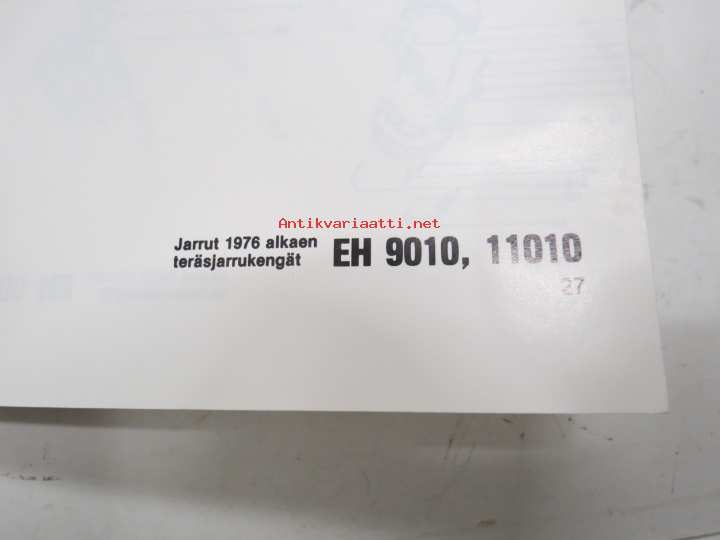 Antikvariaatti.net
Jarrut 1976 alkaen
teräsjarrukengät
EH 9010, 11010
27